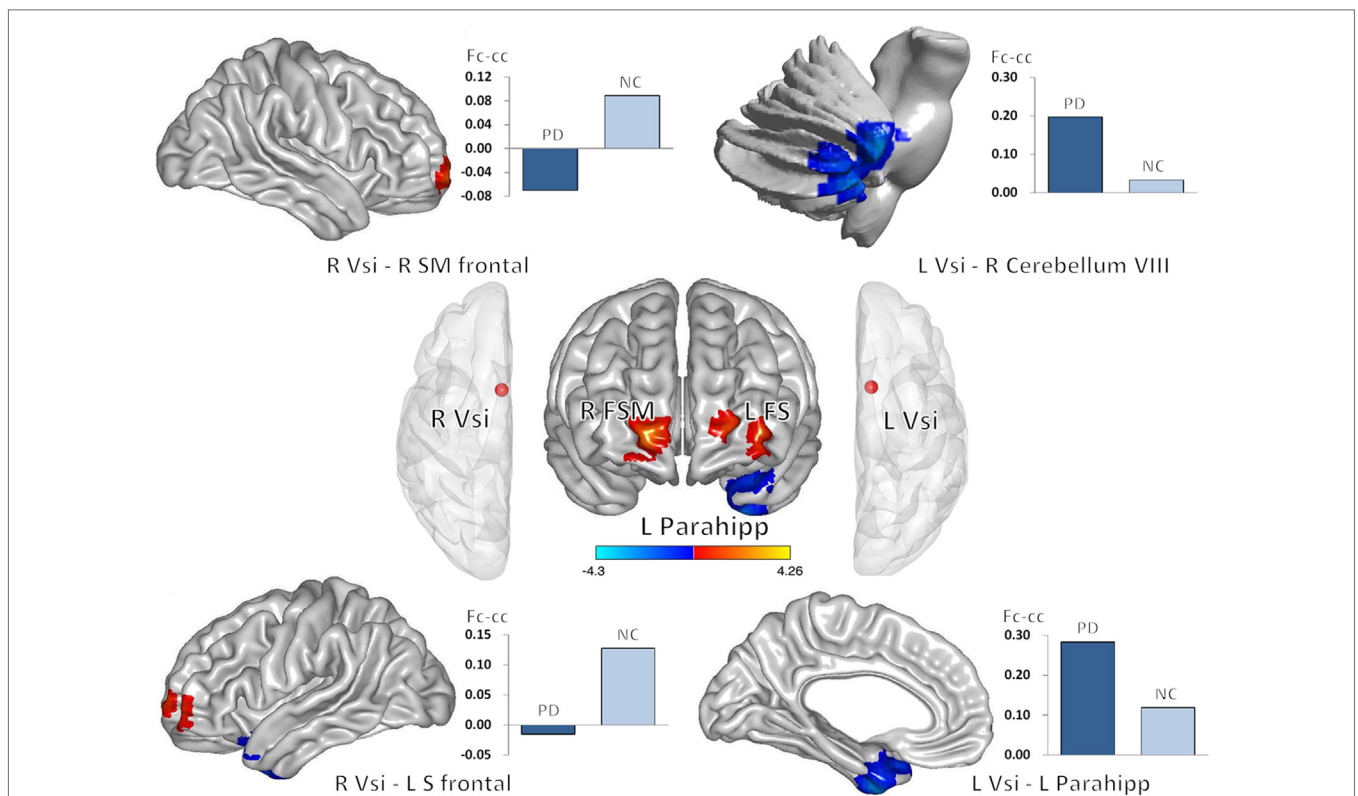 Fc-cc
0.12
0.08
0.04
0.00
-0.04
-0.08
PD
NC
R Vsi - R SM frontal
Fc-cc
0.30
0.20
0.10
0.00
PD
NC
L Vsi - R Cerebellum VIII
R Vsi
R FSM
L FS
L Vsi
L Parahipp
-4.3
4.26
Fc-cc
0.15
0.10
0.05
0.00
-0.05
PD
NC
R Vsi - L S frontal
Fc-cc
0.30
0.20
0.10
0.00
PD
NC
L Vsi - L Parahipp